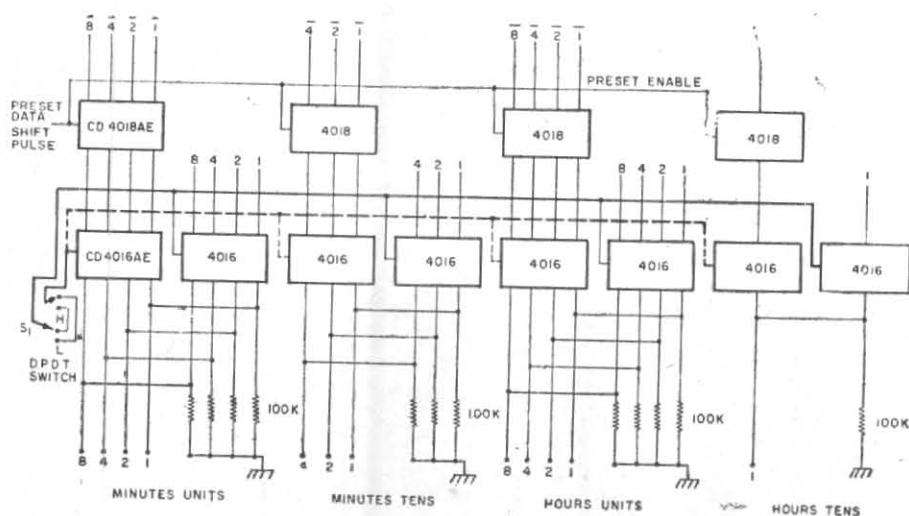 8̅ 4̅ 2̅ 1̅
4̅ 2̅ 1̅
8̅ 4̅ 2̅ 1̅
PRESET ENABLE
PRESET
DATA
SHIFT
PULSE
CD 4018AE
4018
4018
4018
8 4 2 1
4 2 1
8 4 2 1
1
CD4016AE
4016
4016
4016
4016
4016
4016
4016
S1
H
L
DPDT
SWITCH
100K
100K
100K
100K
8 4 2 1
4 2 1
8 4 2 1
1
MINUTES UNITS
MINUTES TENS
HOURS UNITS
HOURS TENS